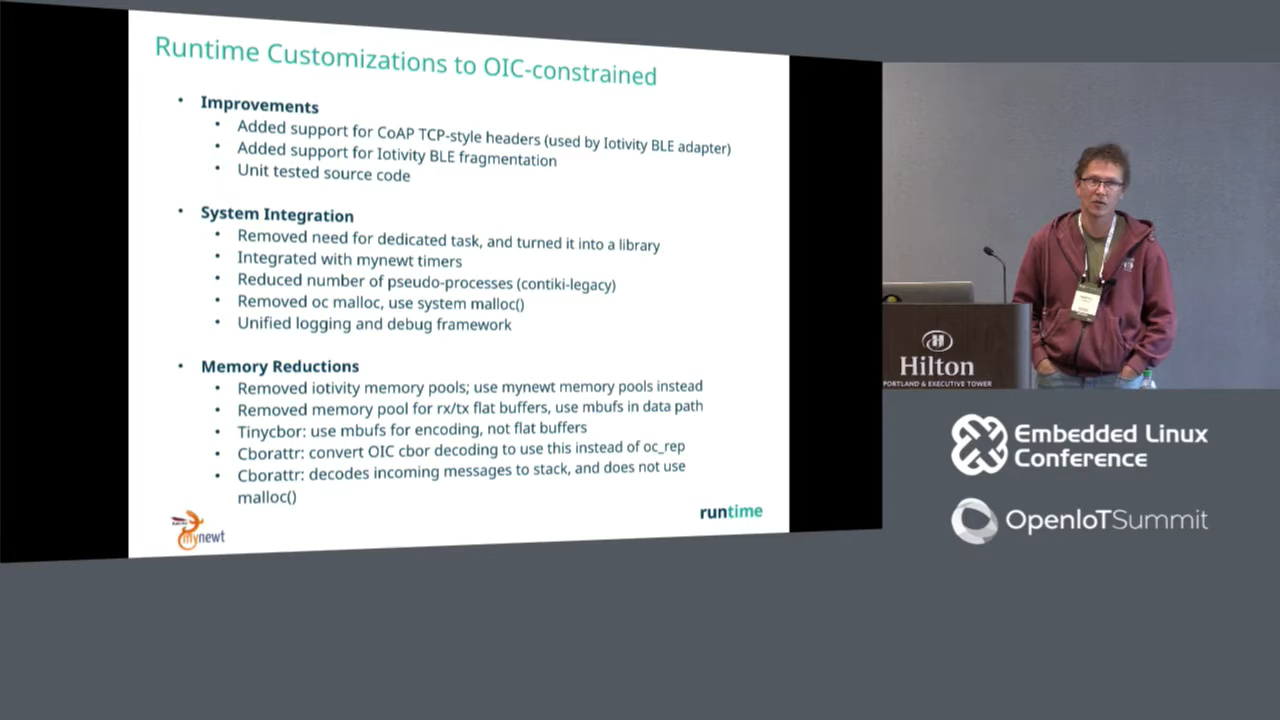 Runtime Customizations to OIC-constrained
• Improvements
• Added support for CoAP TCP-style headers (used by Iotivity BLE adapter)
• Added support for Iotivity BLE fragmentation
• Unit tested source code
• System Integration
• Removed need for dedicated task, and turned it into a library
• Integrated with mynewt timers
• Reduced number of pseudo-processes (contiki-legacy)
• Removed oc malloc, use system malloc()
• Unified logging and debug framework
• Memory Reductions
• Removed iotivity memory pools; use mynewt memory pools instead
• Removed memory pool for rx/tx flat buffers, use mbufs in data path
• Tinycbor: use mbufs for encoding, not flat buffers
• Cborattr: convert OIC cbor decoding to use this instead of oc_rep
• Cborattr: decodes incoming messages to stack, and does not use
malloc()
mynewt
runtime
Hilton
PORTLAND & EXECUTIVE TOWER
Embedded Linux
Conference
OpenIoTSummit